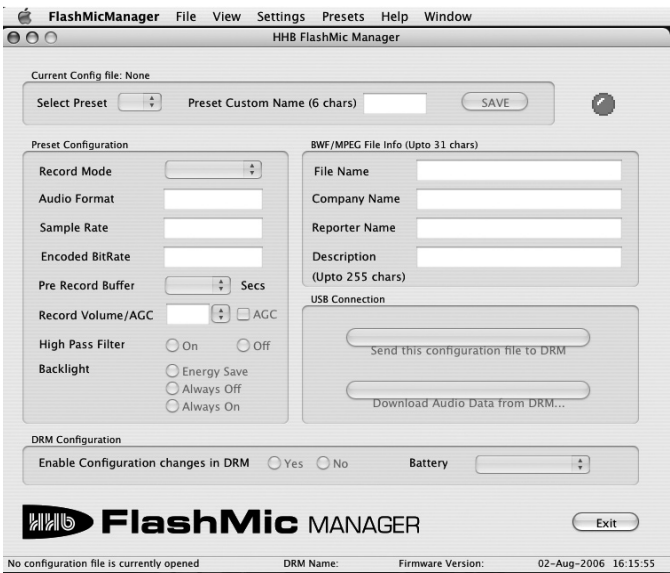 FlashMicManager File View Settings Presets Help Window
HHB FlashMic Manager
Current Config file: None
Select Preset Preset Custom Name (6 chars) SAVE
Preset Configuration
Record Mode
Audio Format
Sample Rate
Encoded BitRate
Pre Record Buffer Secs
Record Volume/AGC AGC
High Pass Filter On Off
Backlight Energy Save
Always Off
Always On
BWF/MPEG File Info (Upto 31 chars)
File Name
Company Name
Reporter Name
Description
(Upto 255 chars)
USB Connection
Send this configuration file to DRM
Download Audio Data from DRM...
DRM Configuration
Enable Configuration changes in DRM Yes No Battery
HHb FlashMic MANAGER
Exit
No configuration file is currently opened DRM Name: Firmware Version: 02-Aug-2006 16:15:55